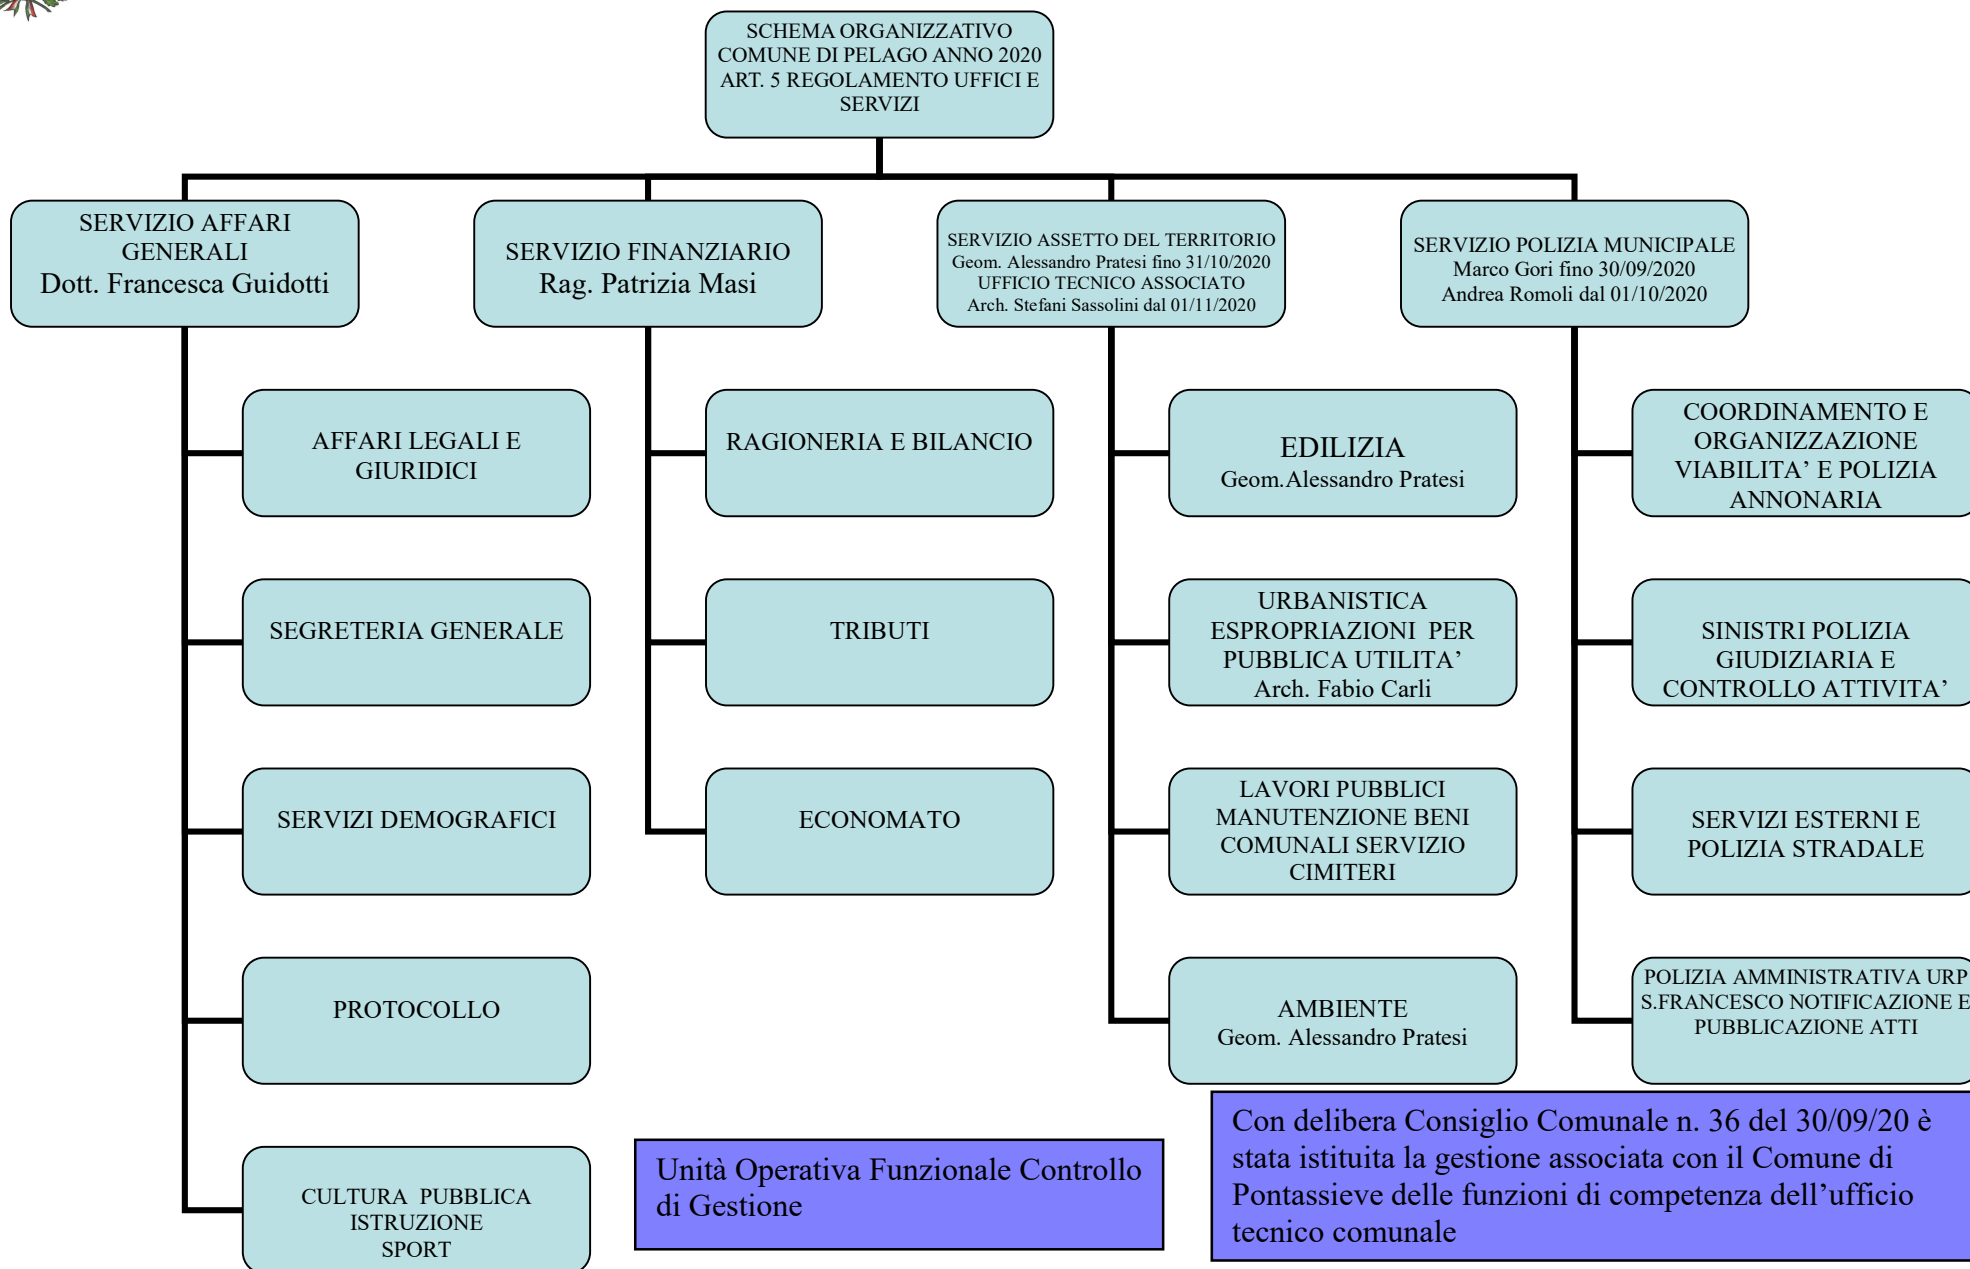 SCHEMA ORGANIZZATIVO
COMUNE DI PELAGO ANNO 2020
ART. 5 REGOLAMENTO UFFICI E
SERVIZI
SERVIZIO AFFARI
GENERALI
Dott. Francesca Guidotti
SERVIZIO FINANZIARIO
Rag. Patrizia Masi
SERVIZIO ASSETTO DEL TERRITORIO
Geom. Alessandro Pratesi fino 31/10/2020
UFFICIO TECNICO ASSOCIATO
Arch. Stefani Sassolini dal 01/11/2020
SERVIZIO POLIZIA MUNICIPALE
Marco Gori fino 30/09/2020
Andrea Romoli dal 01/10/2020
AFFARI LEGALI E
GIURIDICI
SEGRETERIA GENERALE
SERVIZI DEMOGRAFICI
PROTOCOLLO
CULTURA  PUBBLICA
ISTRUZIONE
SPORT
RAGIONERIA E BILANCIO
TRIBUTI
ECONOMATO
EDILIZIA
Geom.Alessandro Pratesi
URBANISTICA
ESPROPRIAZIONI  PER
PUBBLICA UTILITA’
Arch. Fabio Carli
LAVORI PUBBLICI
MANUTENZIONE BENI
COMUNALI SERVIZIO
CIMITERI
AMBIENTE
Geom. Alessandro Pratesi
COORDINAMENTO E
ORGANIZZAZIONE
VIABILITA’ E POLIZIA
ANNONARIA
SINISTRI POLIZIA
GIUDIZIARIA E
CONTROLLO ATTIVITA’
SERVIZI ESTERNI E
POLIZIA STRADALE
POLIZIA AMMINISTRATIVA URP
S.FRANCESCO NOTIFICAZIONE E
PUBBLICAZIONE ATTI
Unità Operativa Funzionale Controllo
di Gestione
Con delibera Consiglio Comunale n. 36 del 30/09/20 è
stata istituita la gestione associata con il Comune di
Pontassieve delle funzioni di competenza dell’ufficio
tecnico comunale